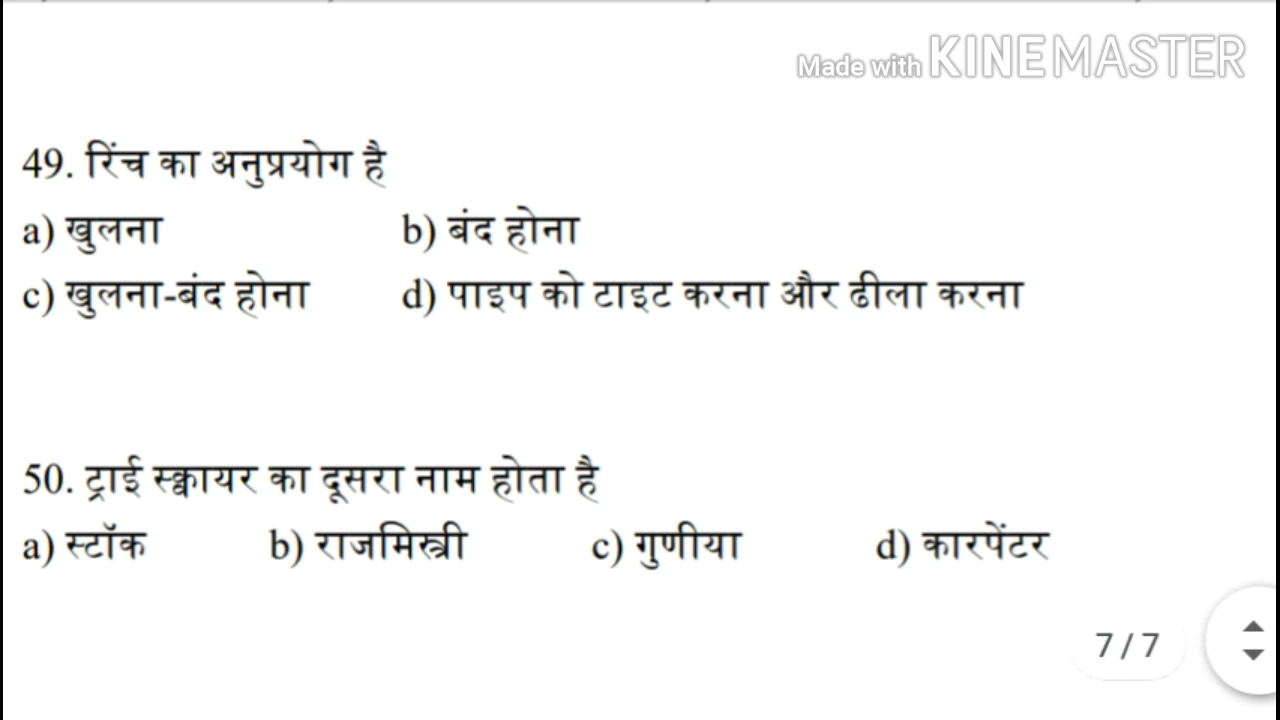 Made with KINEMASTER
49. रिंच का अनुप्रयोग है
a) खुलना b) बंद होना
c) खुलना-बंद होना d) पाइप को टाइट करना और ढीला करना
50. ट्राई स्क्वायर का दूसरा नाम होता है
a) स्टॉक b) राजमिस्त्री c) गुणीया d) कारपेंटर
7 / 7